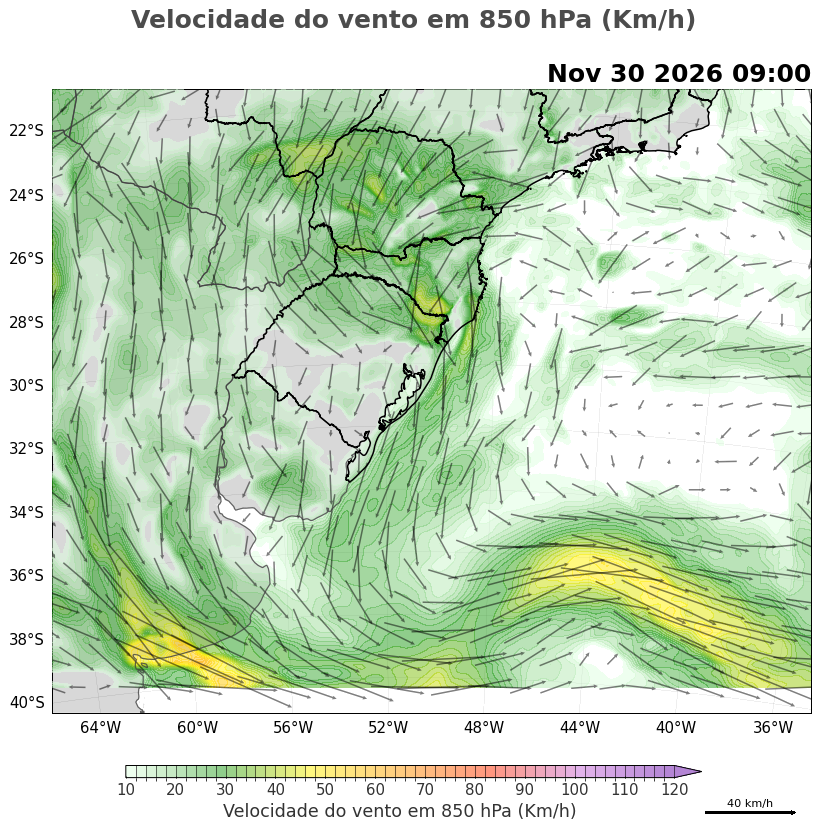 Velocidade do vento em 850 hPa (Km/h)
Nov 30 2026 09:00
22°S
24°S
26°S
28°S
30°S
32°S
34°S
36°S
38°S
40°S
64°W 60°W 56°W 52°W 48°W 44°W 40°W 36°W
10 20 30 40 50 60 70 80 90 100 110 120
Velocidade do vento em 850 hPa (Km/h)
40 km/h